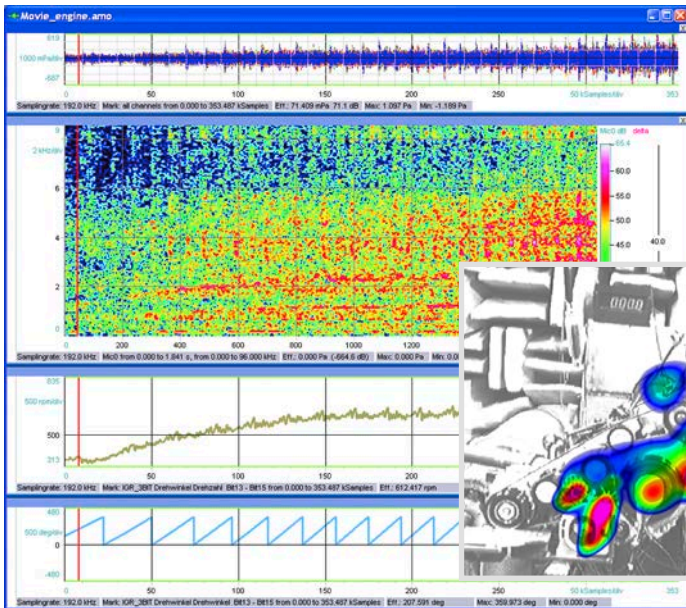 Movie_engine.amo
613
1000 mPa/div
-887
0 50 100 150 200 250 50 kSamples/div 353
Samplingrate: 192.0 kHz Mark: all channels from 0.000 to 353.487 kSamples Eff.: 71.409 mPa 71.1 dB Max: 1.097 Pa Min: -1.189 Pa
9 Mic0 dB delta
2 kHz/div
65.4
60.0
6
50.0
4 45.0 40.0
2
0
0 200 400 600 800 1000 1200
Samplingrate: 192.0 kHz Mic0 from 0.000 to 1.841 s, from 0.000 to 96.000 kHz Eff.: 0.000 Pa (-664.6 dB) Max: 0.000 Pa Min: 0.0
835
500 rpm/div
500
313
0 50 100 150 200
Samplingrate: 192.0 kHz Mark: IGR_3BIT Drehwinkel Drehzahl Bit13 - Bit15 from 0.000 to 353.487 kSamples Eff.: 612.417 rpm
480
500 deg/div
0
-480
0 50 100 150 200
Samplingrate: 192.0 kHz Mark: IGR_3BIT Drehwinkel Drehwinkel Bit13 - Bit15 from 0.000 to 353.487 kSamples Eff.: 207.591 deg Max: 359.973 deg Min: 0.000 deg